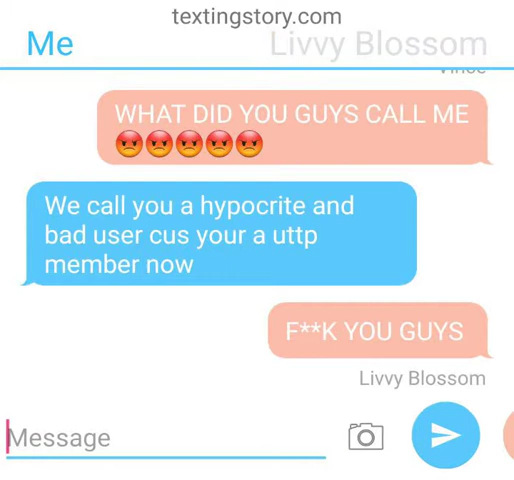 textingstory.com
Me
Livvy Blossom
WHAT DID YOU GUYS CALL ME
😡😡😡😡😡
We call you a hypocrite and
bad user cus your a uttp
member now
F**K YOU GUYS
Livvy Blossom
Message